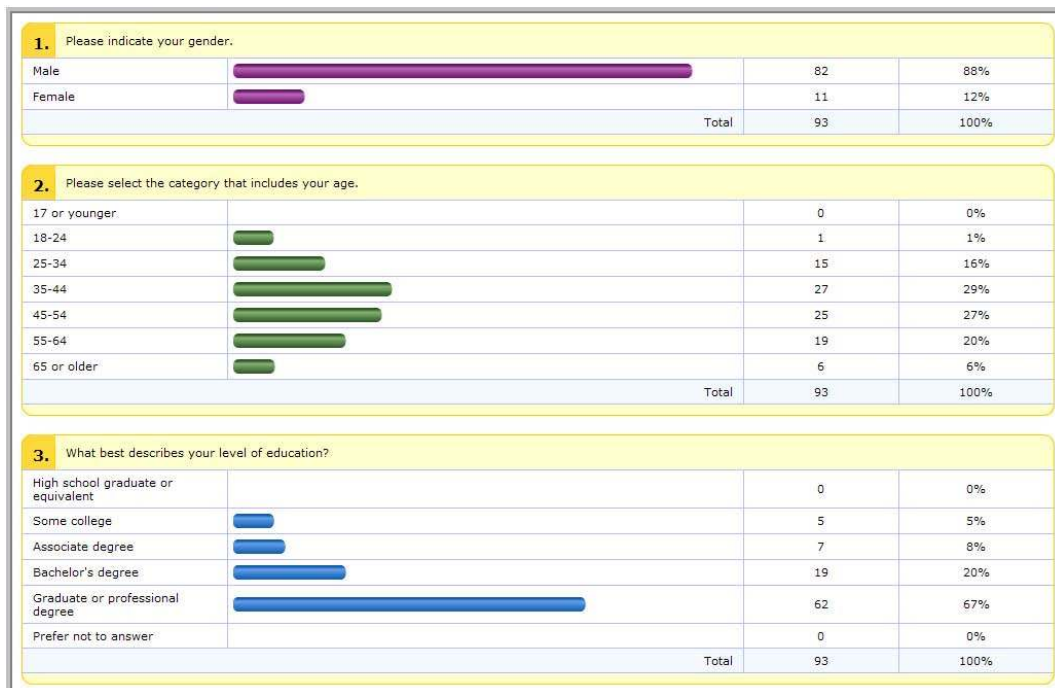 1. Please indicate your gender.
Male 82 88%
Female 11 12%
Total 93 100%
2. Please select the category that includes your age.
17 or younger 0 0%
18-24 1 1%
25-34 15 16%
35-44 27 29%
45-54 25 27%
55-64 19 20%
65 or older 6 6%
Total 93 100%
3. What best describes your level of education?
High school graduate or
equivalent 0 0%
Some college 5 5%
Associate degree 7 8%
Bachelor's degree 19 20%
Graduate or professional
degree 62 67%
Prefer not to answer 0 0%
Total 93 100%